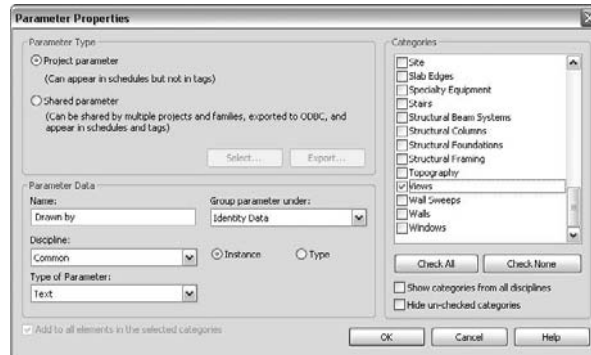 Parameter Properties
Parameter Type
Project parameter
(Can appear in schedules but not in tags)
Shared parameter
(Can be shared by multiple projects and families, exported to ODBC, and
appear in schedules and tags)
Select...
Export...
Parameter Data
Name:
Drawn by
Group parameter under:
Identity Data
Discipline:
Common
Instance
Type
Type of Parameter:
Text
Add to all elements in the selected categories
Categories
Site
Slab Edges
Specialty Equipment
Stairs
Structural Beam Systems
Structural Columns
Structural Foundations
Structural Framing
Topography
Views
Wall Sweeps
Walls
Windows
Check All
Check None
Show categories from all disciplines
Hide un-checked categories
OK
Cancel
Help